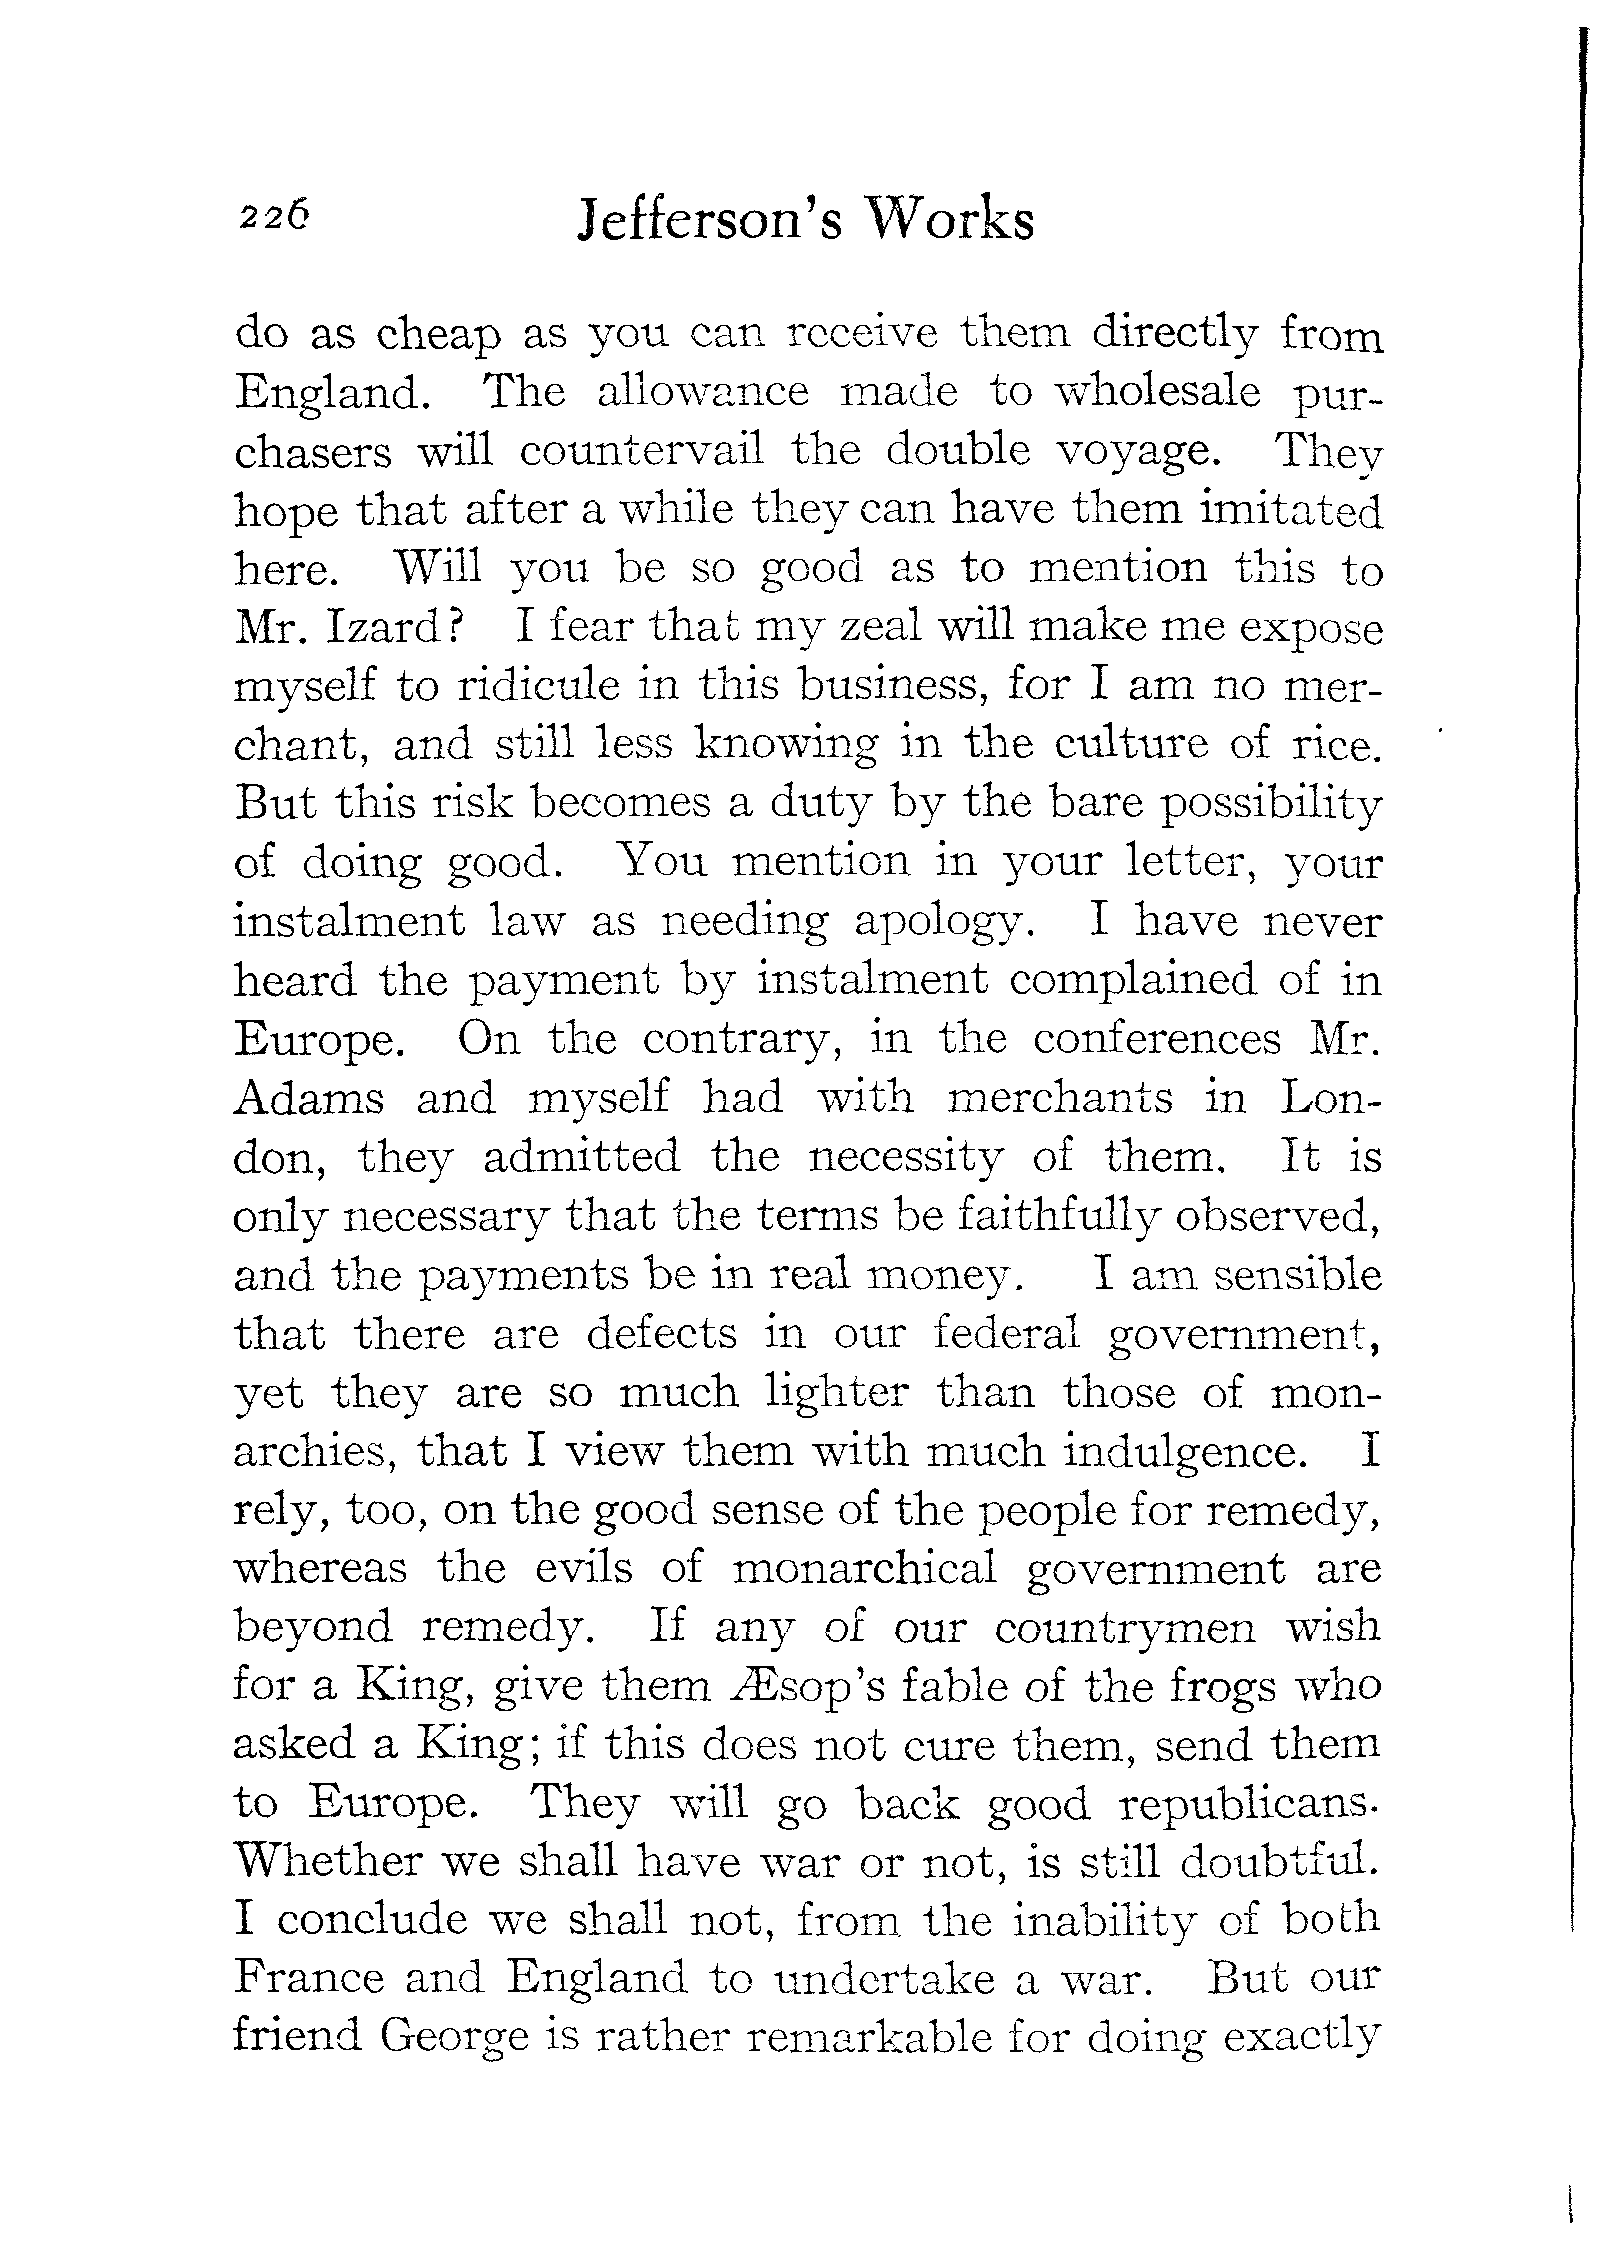 226 Jefferson's Works
do as cheap as you can receive them directly from
England. The allowance made to wholesale pur-
chasers will countervail the double voyage. They
hope that after a while they can have them imitated
here. Will you be so good as to mention this to
Mr. Izard? I fear that my zeal will make me expose
myself to ridicule in this business, for I am no mer-
chant, and still less knowing in the culture of rice.
But this risk becomes a duty by the bare possibility
of doing good. You mention in your letter, your
instalment law as needing apology. I have never
heard the payment by instalment complained of in
Europe. On the contrary, in the conferences Mr.
Adams and myself had with merchants in Lon-
don, they admitted the necessity of them. It is
only necessary that the terms be faithfully observed,
and the payments be in real money. I am sensible
that there are defects in our federal government,
yet they are so much lighter than those of mon-
archies, that I view them with much indulgence. I
rely, too, on the good sense of the people for remedy,
whereas the evils of monarchical government are
beyond remedy. If any of our countrymen wish
for a King, give them Æsop's fable of the frogs who
asked a King; if this does not cure them, send them
to Europe. They will go back good republicans.
Whether we shall have war or not, is still doubtful.
I conclude we shall not, from the inability of both
France and England to undertake a war. But our
friend George is rather remarkable for doing exactly